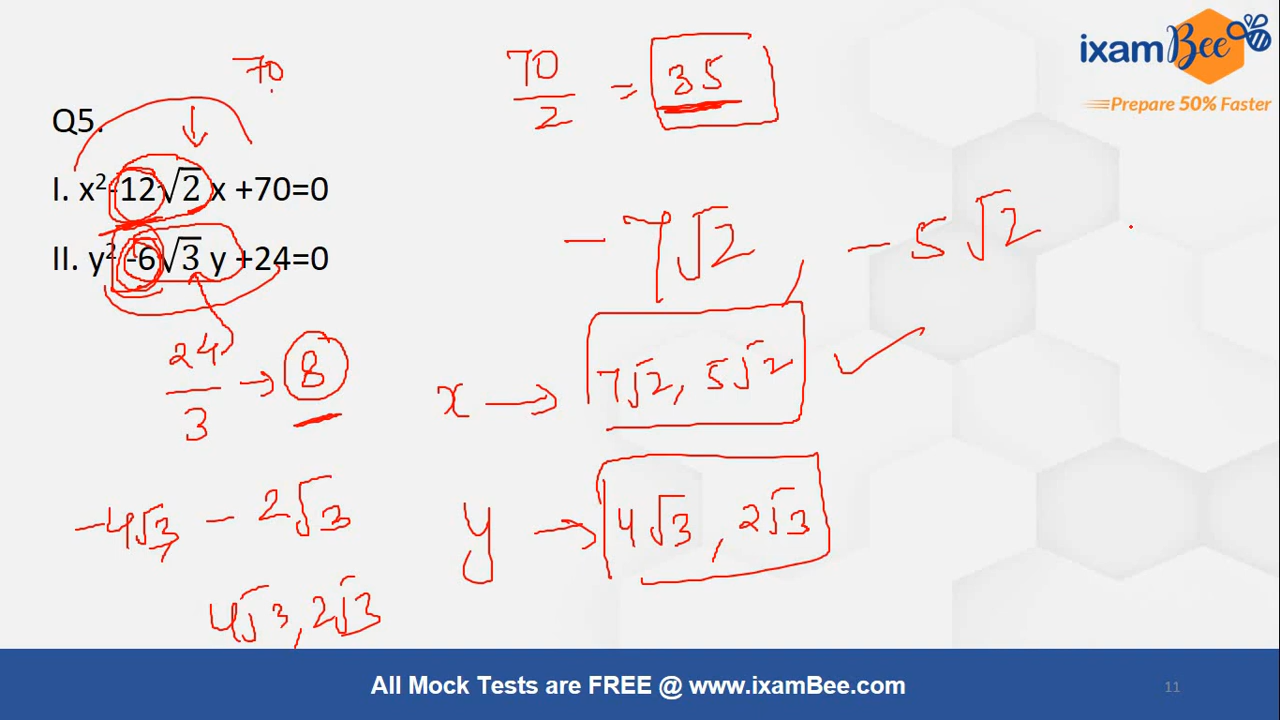 ixamBee
Prepare 50% Faster
70
70/2 = 35
Q5.
I. x²-12√2 x +70=0
II. y² -6√3 y +24=0
-7√2, -5√2
24/3 → 8
x → 7√2, 5√2 ✓
-4√3, -2√3
y → 4√3, 2√3
4√3, 2√3
All Mock Tests are FREE @ www.ixamBee.com
11